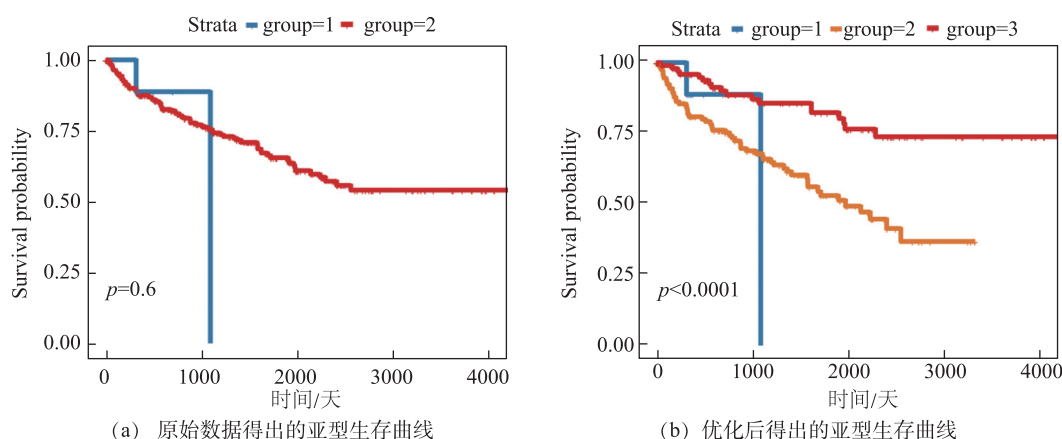 Strata group=1 group=2
1.00
0.75
0.50
0.25
0.00
Survival probability
p=0.6
0 1000 2000 3000 4000
时间/天
(a) 原始数据得出的亚型生存曲线
Strata group=1 group=2 group=3
1.00
0.75
0.50
0.25
0.00
Survival probability
p<0.0001
0 1000 2000 3000 4000
时间/天
(b) 优化后得出的亚型生存曲线